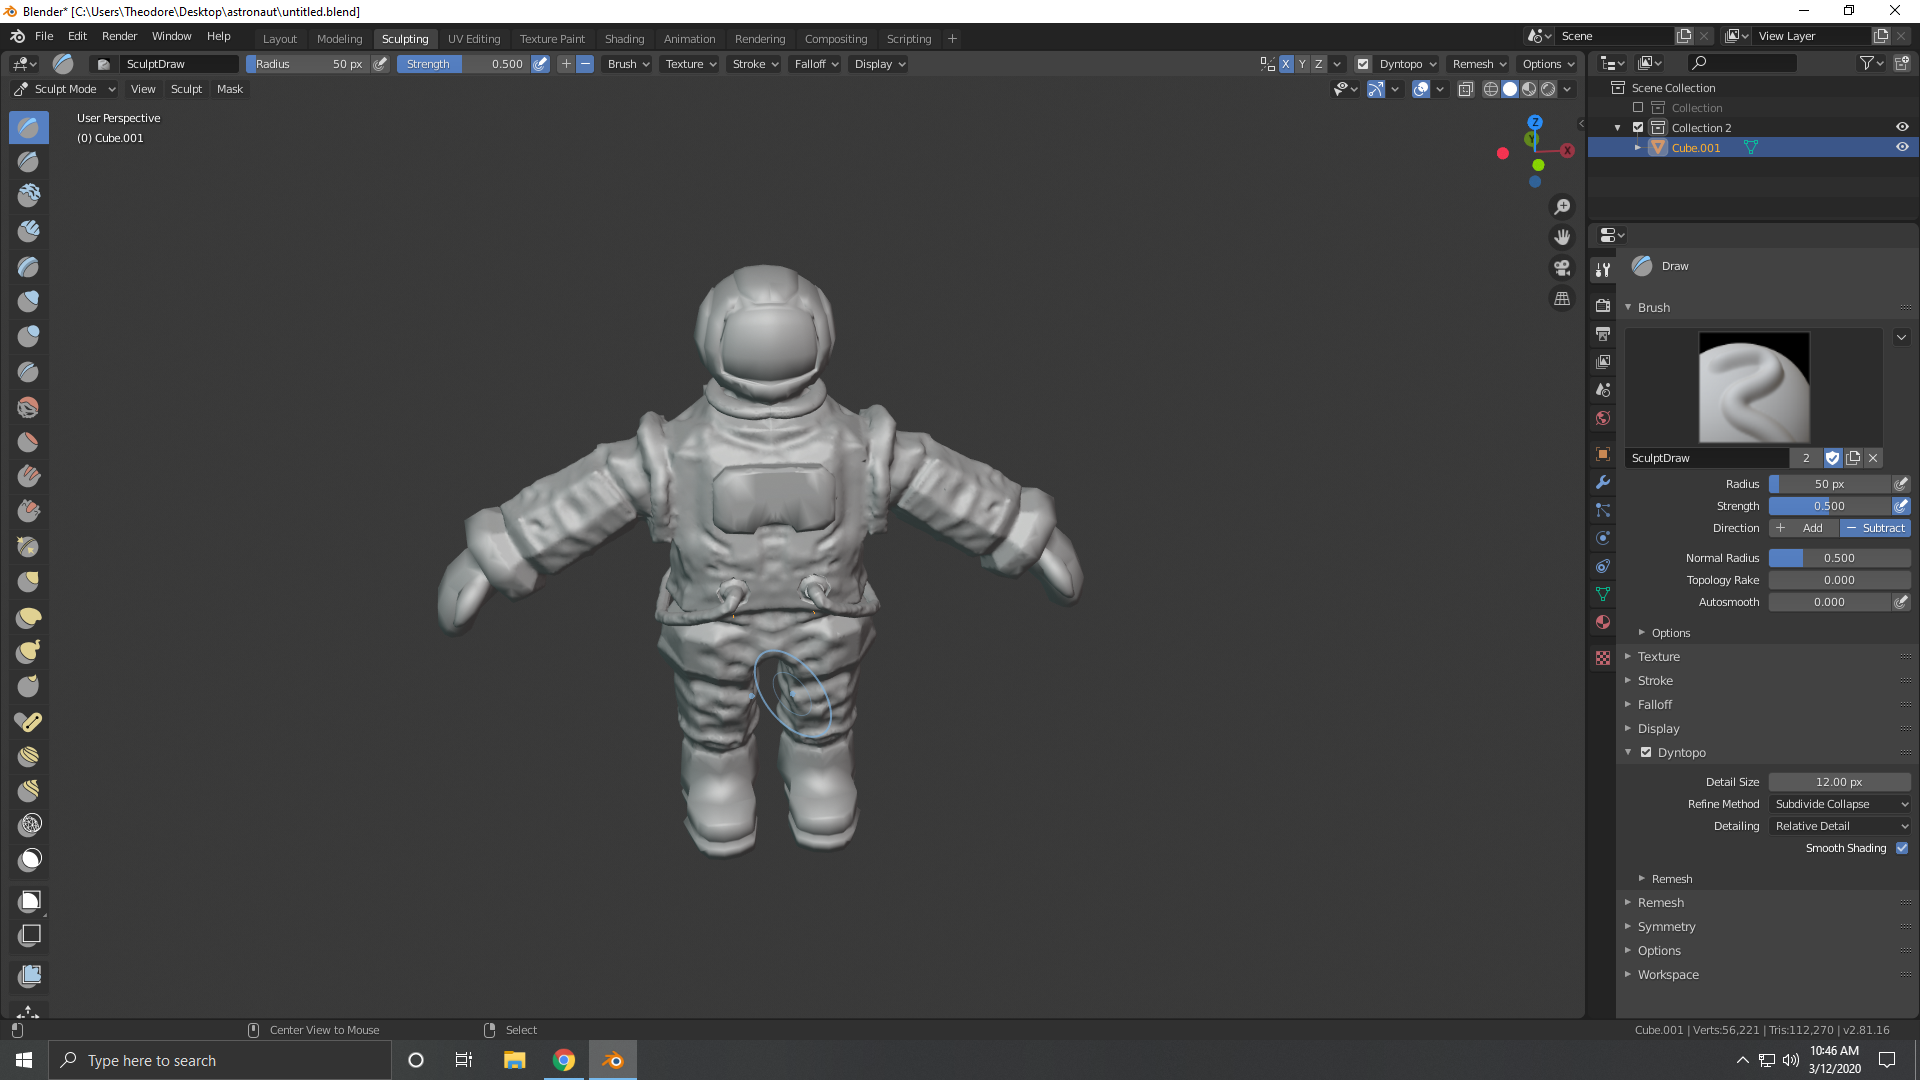 Blender* [C:\Users\Theodore\Desktop\astronaut\untitled.blend]
File Edit Render Window Help Layout Modeling Sculpting UV Editing Texture Paint Shading Animation Rendering Compositing Scripting + Scene View Layer
SculptDraw Radius 50 px Strength 0.500 + − Brush Texture Stroke Falloff Display X Y Z Dyntopo Remesh Options
Sculpt Mode View Sculpt Mask
User Perspective
(0) Cube.001
Z
Y
X
Scene Collection
Collection
Collection 2
Cube.001
Draw
Brush
SculptDraw 2
Radius 50 px
Strength 0.500
Direction + Add − Subtract
Normal Radius 0.500
Topology Rake 0.000
Autosmooth 0.000
Options
Texture
Stroke
Falloff
Display
Dyntopo
Detail Size 12.00 px
Refine Method Subdivide Collapse
Detailing Relative Detail
Smooth Shading
Remesh
Remesh
Symmetry
Options
Workspace
Center View to Mouse Select Cube.001 | Verts:56,221 | Tris:112,270 | v2.81.16
Type here to search
10:46 AM
3/12/2020